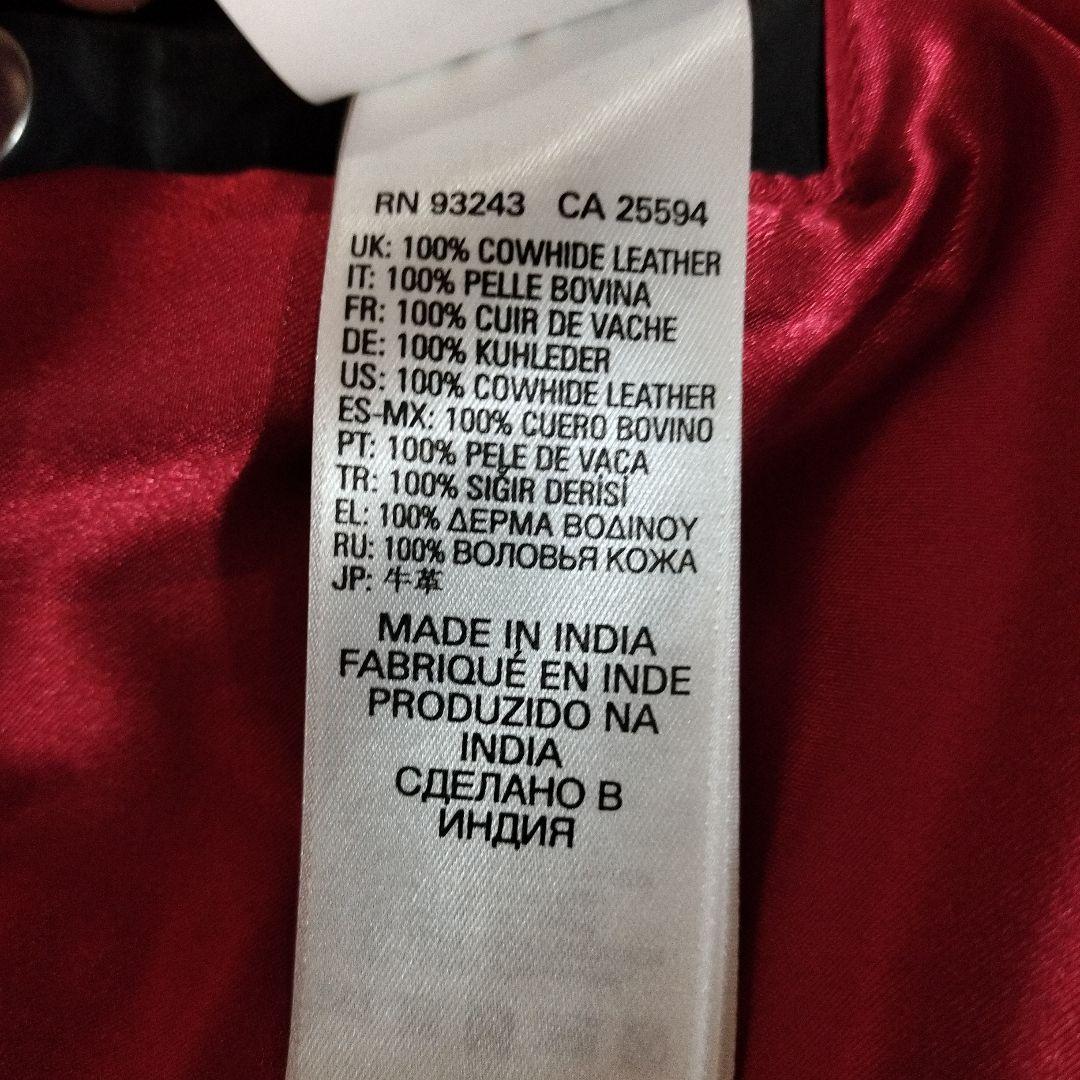 RN 93243 CA 25594
UK: 100% COWHIDE LEATHER
IT: 100% PELLE BOVINA
FR: 100% CUIR DE VACHE
DE: 100% KUHLEDER
US: 100% COWHIDE LEATHER
ES-MX: 100% CUERO BOVINO
PT: 100% PELE DE VACA
TR: 100% SIĞIR DERİSİ
EL: 100% ΔΕΡΜΑ ΒΟΔΙΝΟΥ
RU: 100% ВОЛОВЬЯ КОЖА
JP: 牛革
MADE IN INDIA
FABRIQUÉ EN INDE
PRODUZIDO NA
INDIA
СДЕЛАНО В
ИНДИЯ